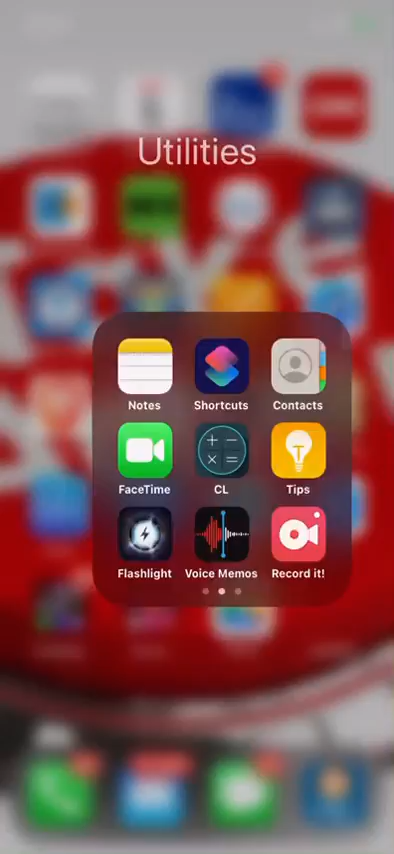 Utilities
Notes
Shortcuts
Contacts
FaceTime
CL
Tips
Flashlight
Voice Memos
Record it!